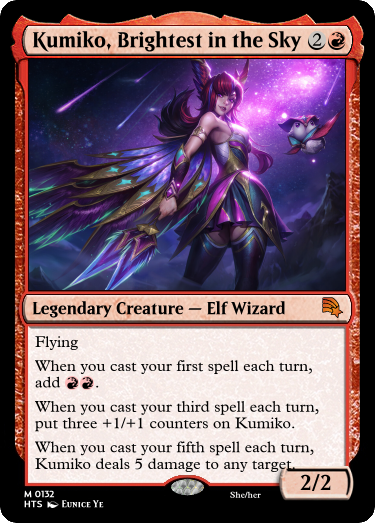 Kumiko, Brightest in the Sky 2
Legendary Creature — Elf Wizard
Flying
When you cast your first spell each turn,
add .
When you cast your third spell each turn,
put three +1/+1 counters on Kumiko.
When you cast your fifth spell each turn,
Kumiko deals 5 damage to any target.
2/2
M 0132
HTS Eunice Ye
She/her